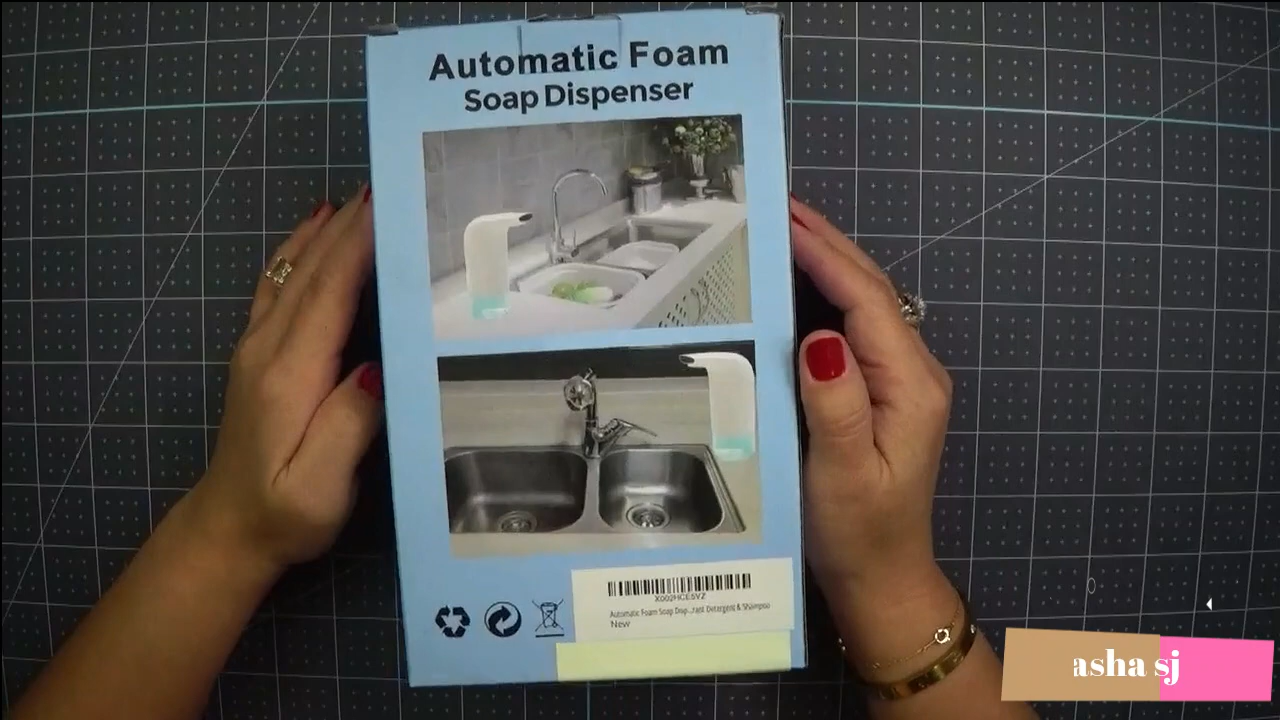 Automatic Foam
Soap Dispenser
X002HCE5VZ
Automatic Foam Soap Disp...rant Detergent & Shampoo
New
asha sj